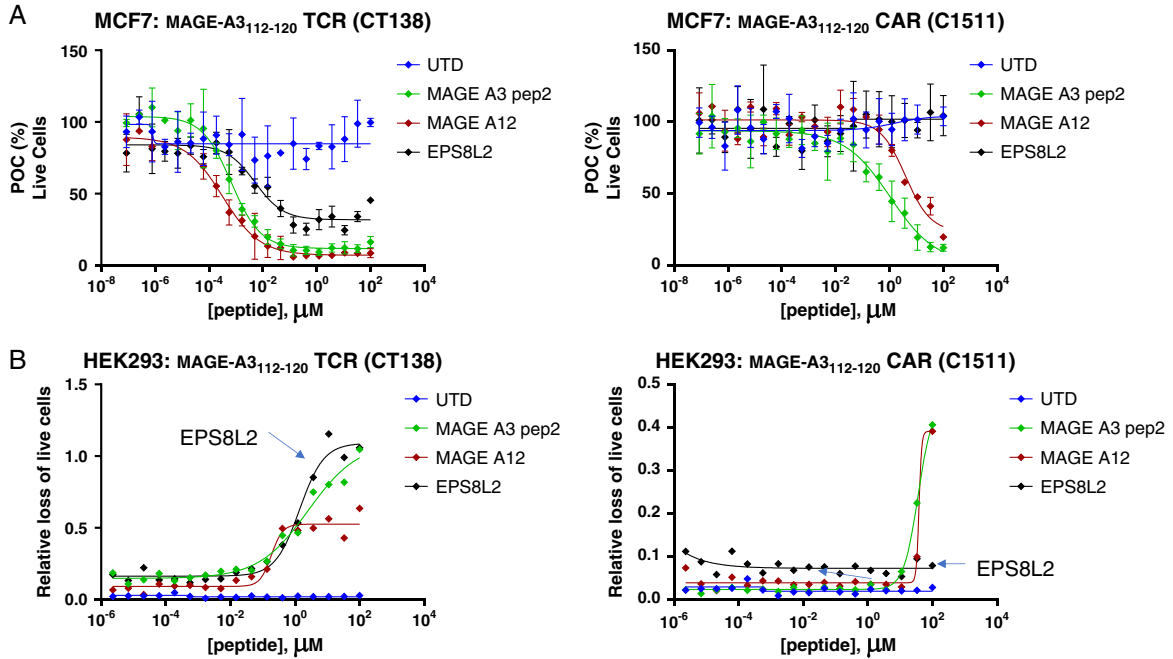 A
MCF7: MAGE-A3112-120 TCR (CT138)
POC (%)
Live Cells
150
100
50
0
10-8
10-6
10-4
10-2
100
102
104
[peptide], μM
UTD
MAGE A3 pep2
MAGE A12
EPS8L2
MCF7: MAGE-A3112-120 CAR (C1511)
POC (%)
Live Cells
150
100
50
0
10-8
10-6
10-4
10-2
100
102
104
[peptide], μM
UTD
MAGE A3 pep2
MAGE A12
EPS8L2
B
HEK293: MAGE-A3112-120 TCR (CT138)
Relative loss of live cells
1.5
1.0
0.5
0.0
10-6
10-4
10-2
100
102
104
[peptide], μM
EPS8L2
UTD
MAGE A3 pep2
MAGE A12
EPS8L2
HEK293: MAGE-A3112-120 CAR (C1511)
Relative loss of live cells
0.5
0.4
0.3
0.2
0.1
0.0
10-6
10-4
10-2
100
102
104
[peptide], μM
UTD
MAGE A3 pep2
MAGE A12
EPS8L2
EPS8L2